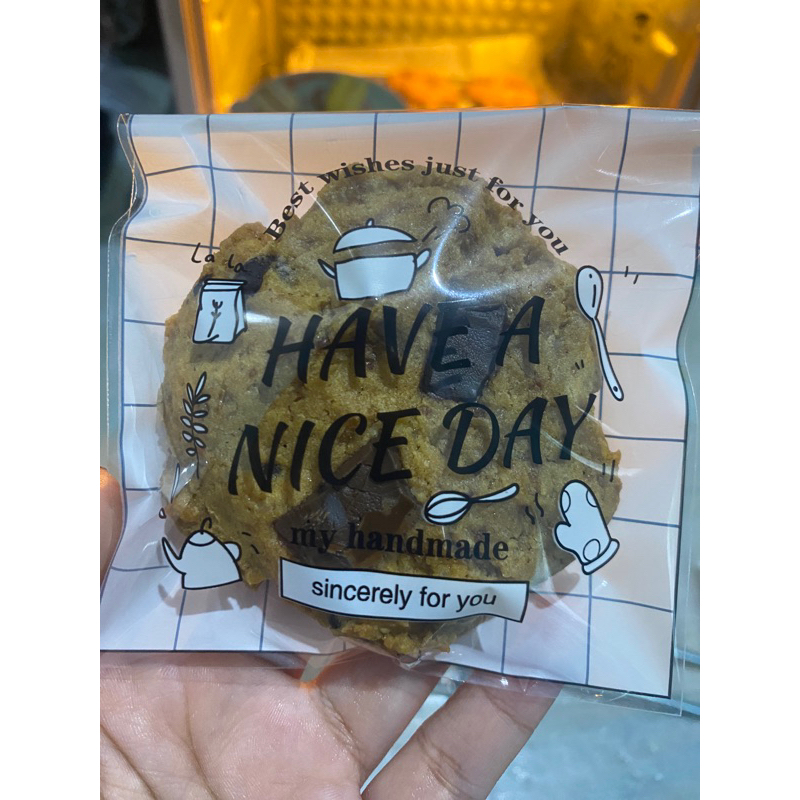 Best wishes just for you
La la
HAVE A
NICE DAY
my handmade
sincerely for you